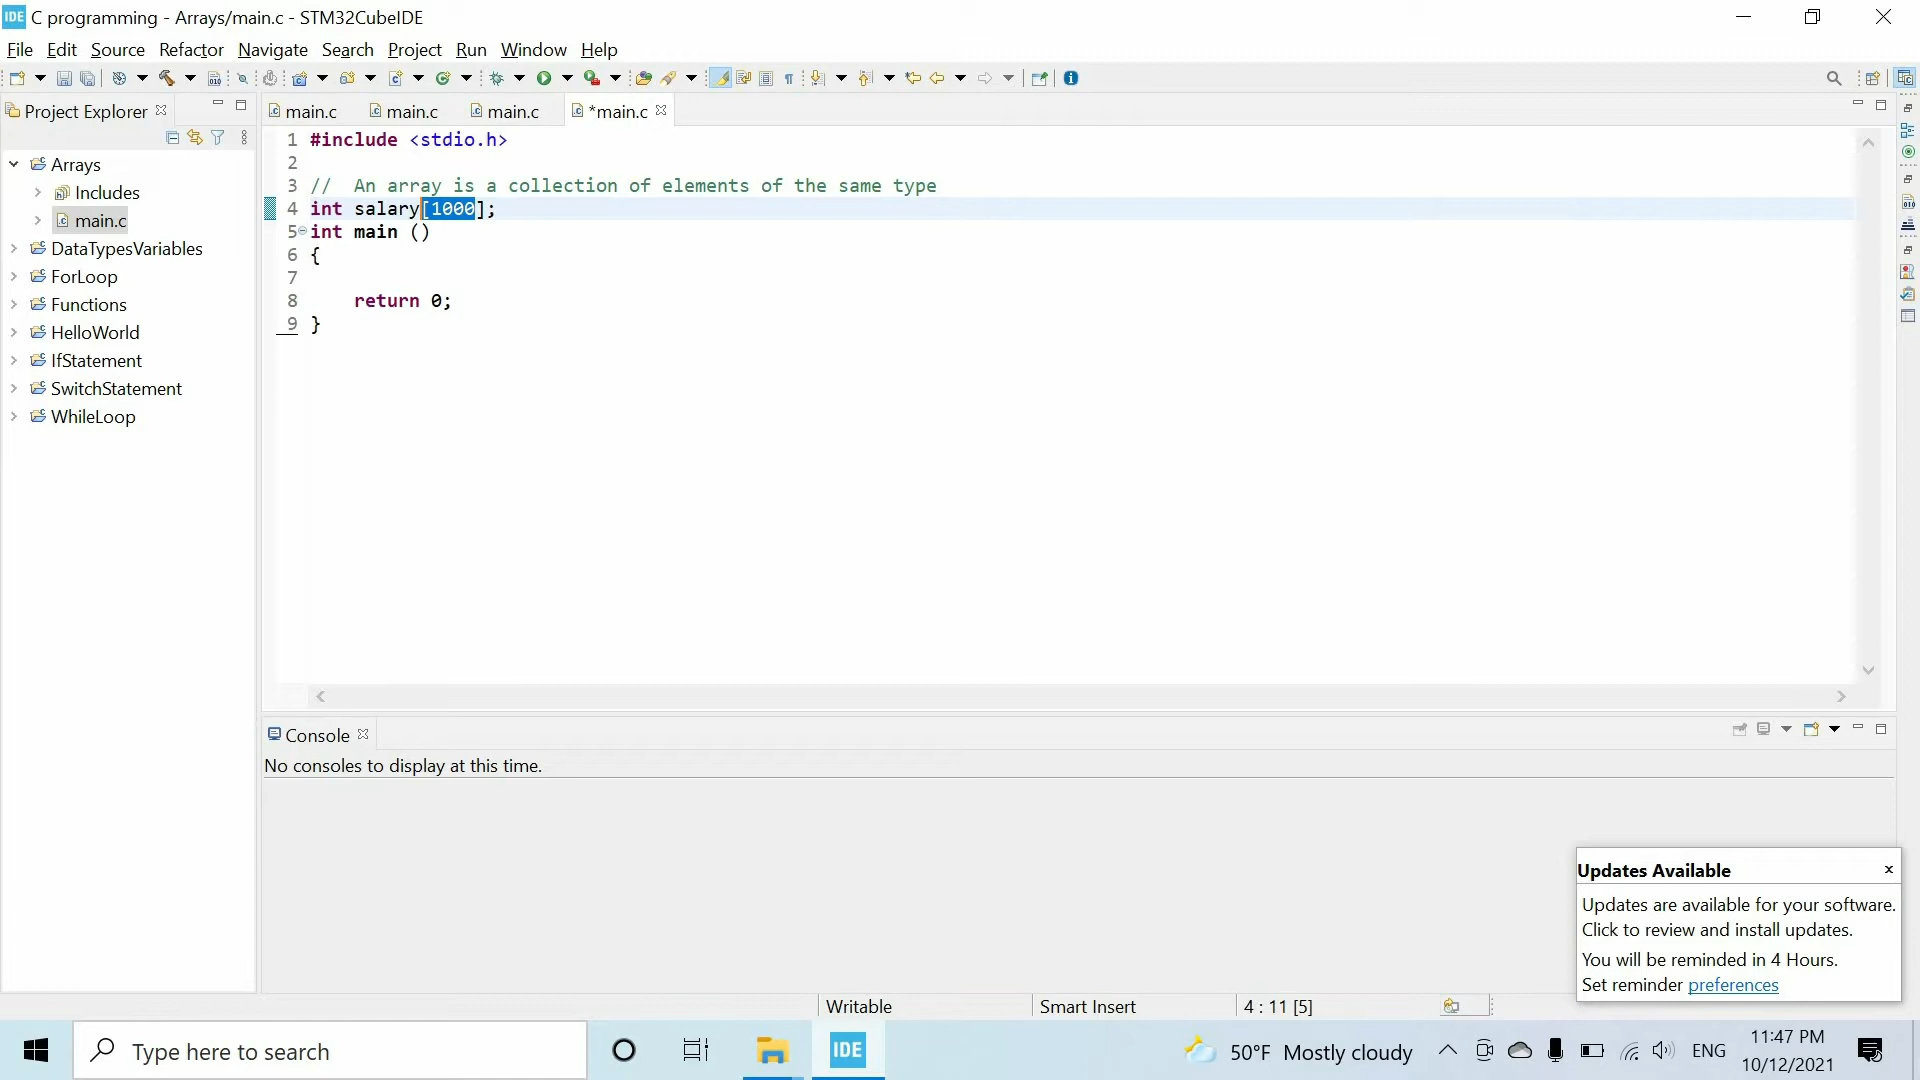 IDE C programming - Arrays/main.c - STM32CubeIDE
File Edit Source Refactor Navigate Search Project Run Window Help
Project Explorer
main.c main.c main.c *main.c
Arrays
Includes
main.c
DataTypesVariables
ForLoop
Functions
HelloWorld
IfStatement
SwitchStatement
WhileLoop
1 #include <stdio.h>
2
3 //  An array is a collection of elements of the same type
4 int salary[1000];
5 int main ()
6 {
7
8     return 0;
9 }
Console
No consoles to display at this time.
Updates Available x
Updates are available for your software.
Click to review and install updates.
You will be reminded in 4 Hours.
Set reminder preferences
Writable Smart Insert 4 : 11 [5]
Type here to search
IDE
50°F Mostly cloudy
ENG
11:47 PM
10/12/2021